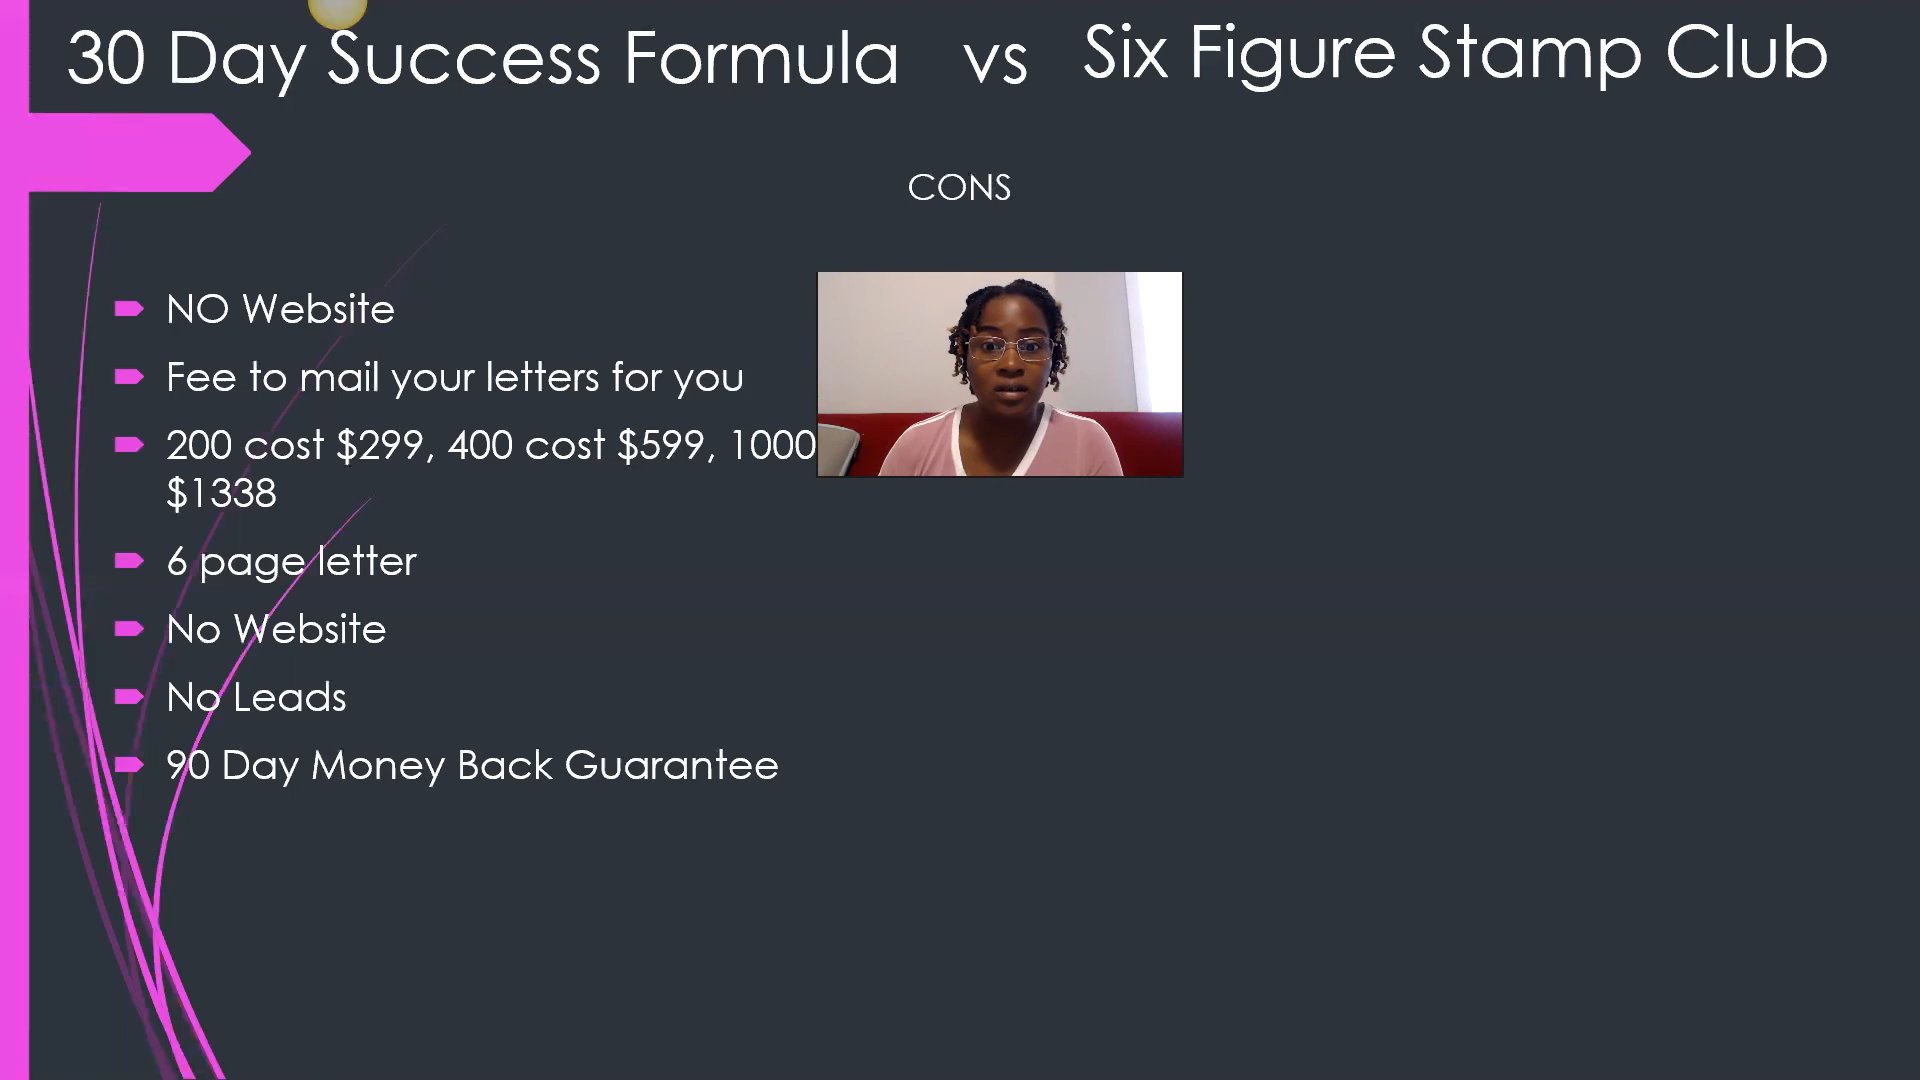 30 Day Success Formula vs Six Figure Stamp Club
CONS
NO Website
Fee to mail your letters for you
200 cost $299, 400 cost $599, 1000
$1338
6 page letter
No Website
No Leads
90 Day Money Back Guarantee